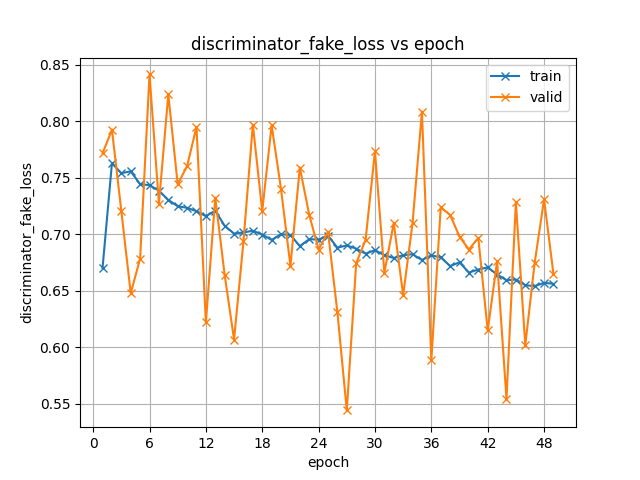 discriminator_fake_loss vs epoch
train
valid
0.85
0.80
0.75
0.70
0.65
0.60
0.55
discriminator_fake_loss
0 6 12 18 24 30 36 42 48
epoch